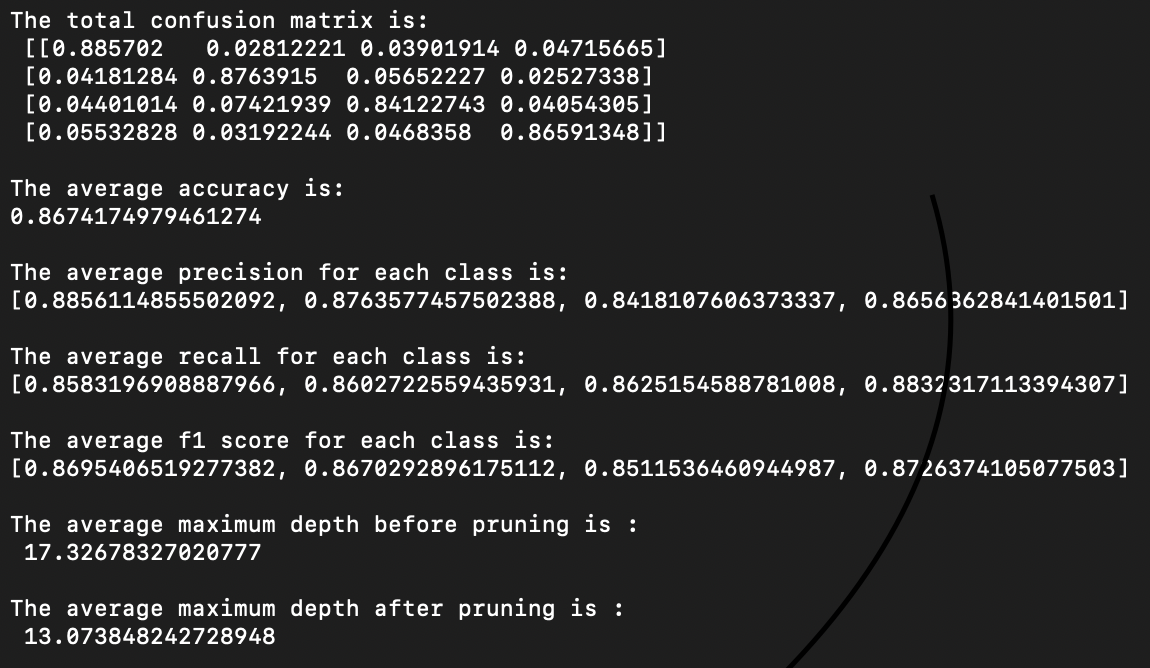 The total confusion matrix is:
[[0.885702   0.02812221 0.03901914 0.04715665]
[0.04181284 0.8763915  0.05652227 0.02527338]
[0.04401014 0.07421939 0.84122743 0.04054305]
[0.05532828 0.03192244 0.0468358  0.86591348]]
The average accuracy is:
0.8674174979461274
The average precision for each class is:
[0.8856114855502092, 0.8763577457502388, 0.8418107606373337, 0.8656862841401501]
The average recall for each class is:
[0.8583196908887966, 0.8602722559435931, 0.8625154588781008, 0.8832317113394307]
The average f1 score for each class is:
[0.8695406519277382, 0.8670292896175112, 0.8511536460944987, 0.8726374105077503]
The average maximum depth before pruning is :
17.32678327020777
The average maximum depth after pruning is :
13.073848242728948